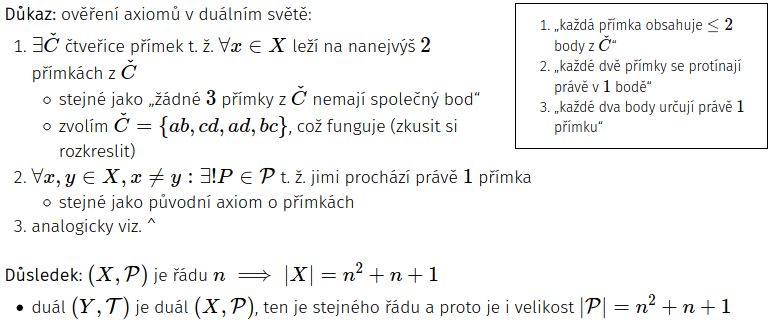 Důkaz: ověření axiomů v duálním světě:
1. ∃Č čtveřice přímek t. ž. ∀x ∈ X leží na nanejvýš 2
přímkách z Č
○ stejné jako „žádné 3 přímky z Č nemají společný bod“
○ zvolím Č = {ab, cd, ad, bc}, což funguje (zkusit si
rozkreslit)
2. ∀x, y ∈ X, x ≠ y : ∃!P ∈ 𝒫 t. ž. jimi prochází právě 1 přímka
○ stejné jako původní axiom o přímkách
3. analogicky viz. ^
1. „každá přímka obsahuje ≤ 2
body z Č“
2. „každé dvě přímky se protínají
právě v 1 bodě“
3. „každé dva body určují právě 1
přímku“
Důsledek: (X, 𝒫) je řádu n ⟹ |X| = n² + n + 1
• duál (Y, 𝒯) je duál (X, 𝒫), ten je stejného řádu a proto je i velikost |𝒫| = n² + n + 1